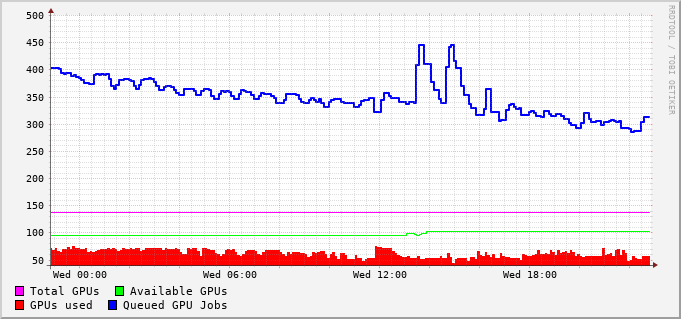 500
450
400
350
300
250
200
150
100
50
Wed 00:00 Wed 06:00 Wed 12:00 Wed 18:00
Total GPUs Available GPUs
GPUs used Queued GPU Jobs
RRDTOOL / TOBI OETIKER